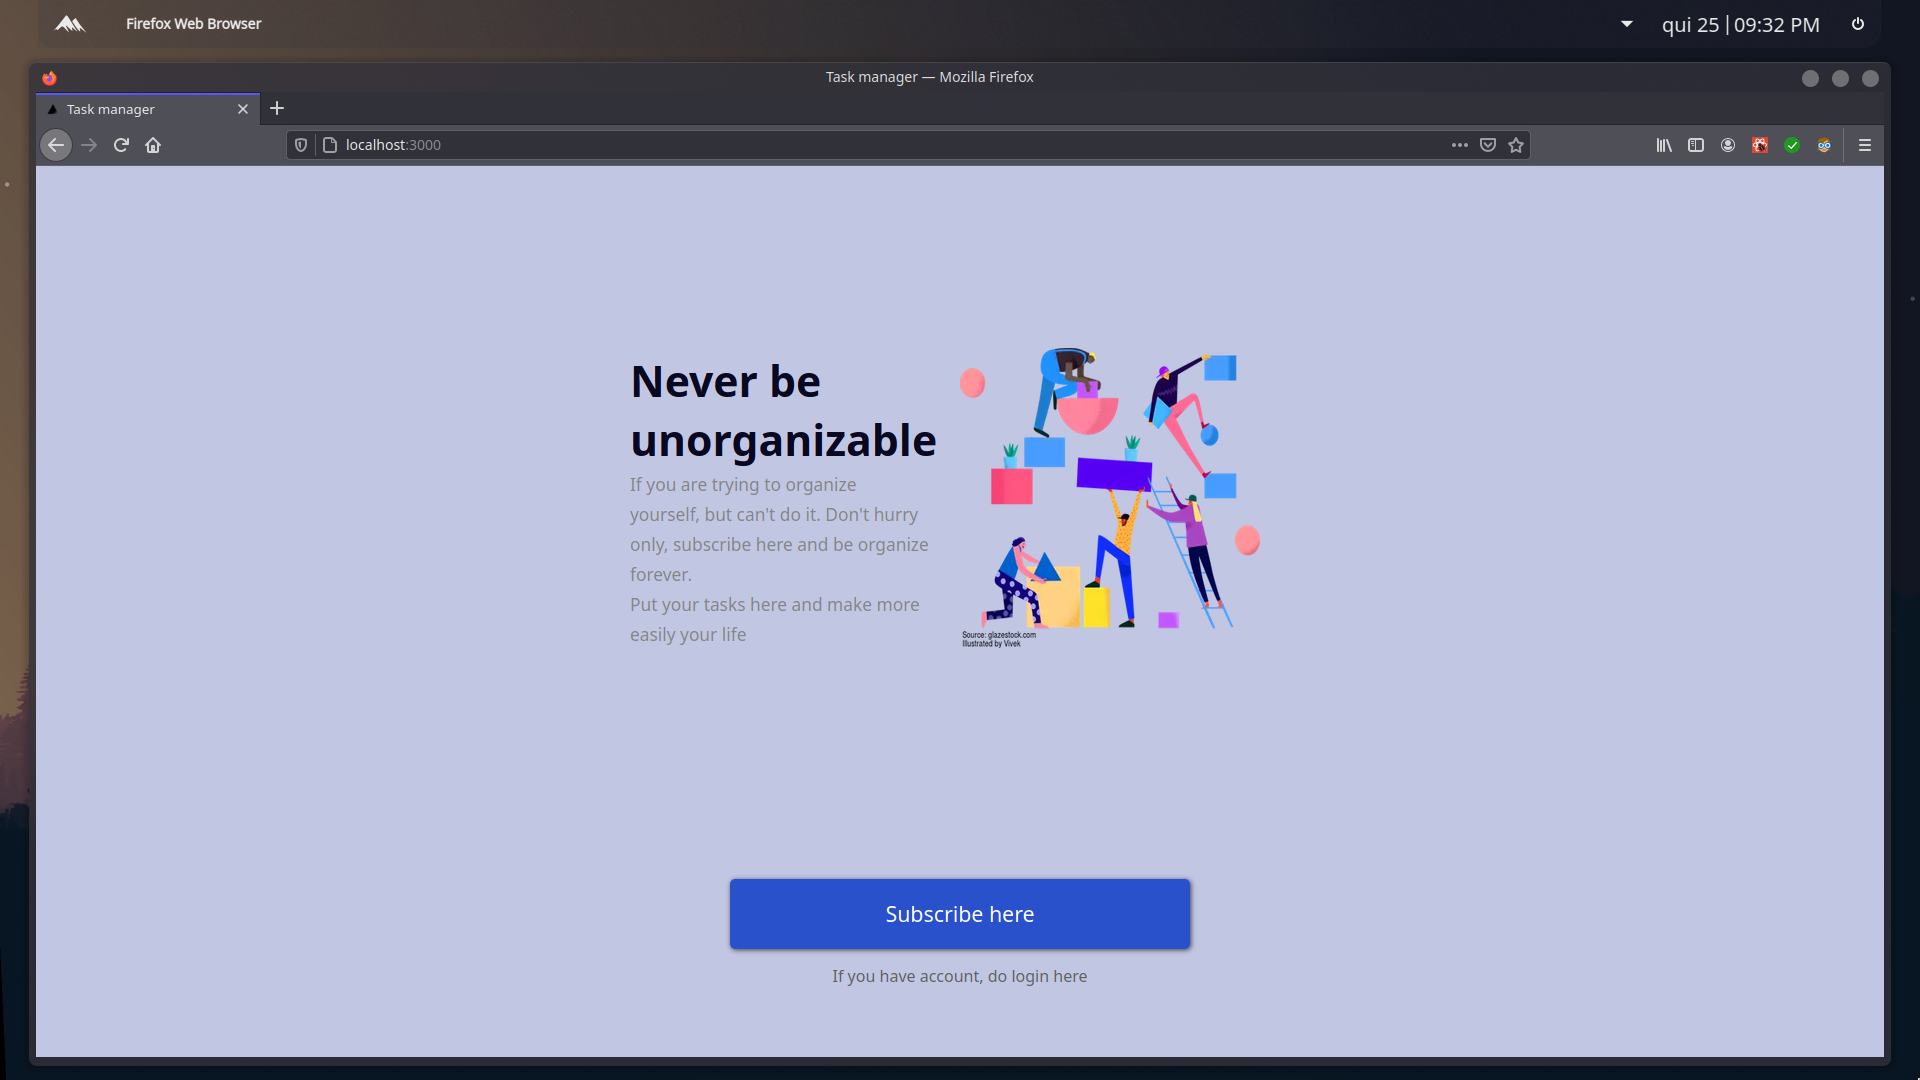 Firefox Web Browser
qui 25 | 09:32 PM
Task manager — Mozilla Firefox
Task manager
localhost:3000
Never be
unorganizable
If you are trying to organize
yourself, but can't do it. Don't hurry
only, subscribe here and be organize
forever.
Put your tasks here and make more
easily your life
Source: glazestock.com
Illustrated by Vivek
Subscribe here
If you have account, do login here